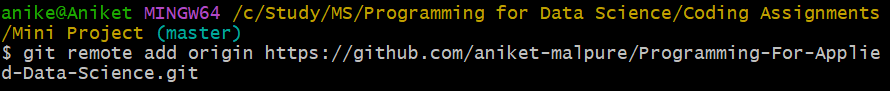 anike@Aniket MINGW64 /c/Study/MS/Programming for Data Science/Coding Assignments
/Mini Project (master)
$ git remote add origin https://github.com/aniket-malpure/Programming-For-Applie
d-Data-Science.git